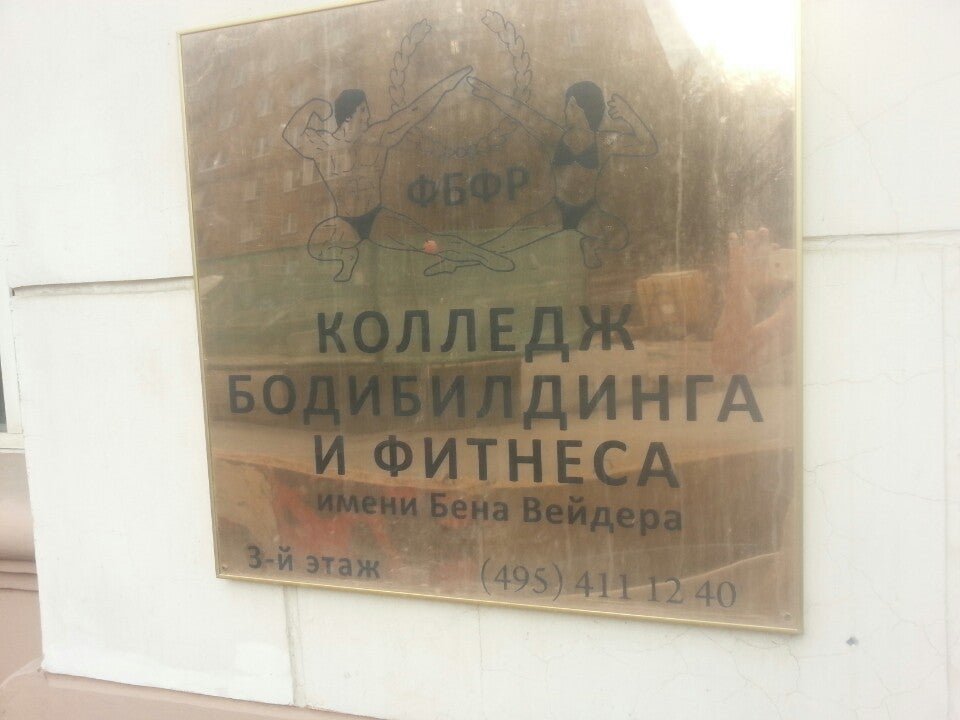 ФБФР
КОЛЛЕДЖ
БОДИБИЛДИНГА
И ФИТНЕСА
имени Бена Вейдера
3-й этаж (495) 411 12 40